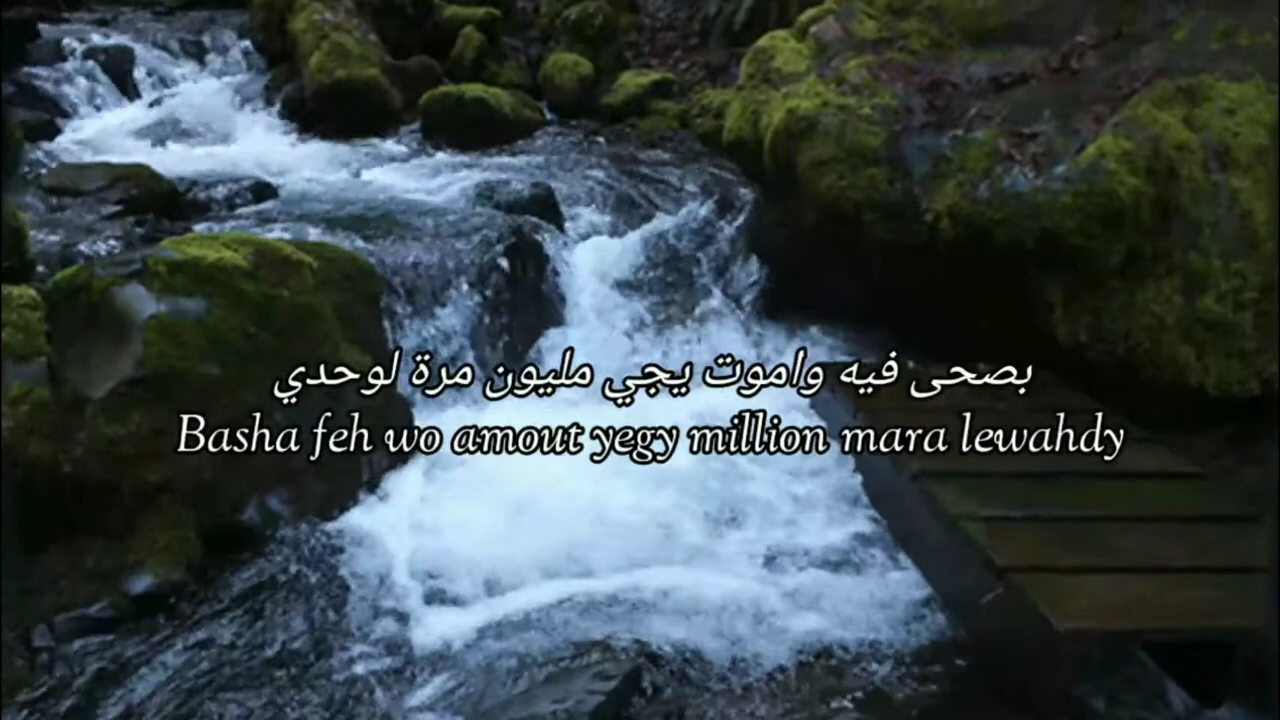 بصحى فيه واموت يجي مليون مرة لوحدي
Basha feh wo amout yegy million mara lewahdy